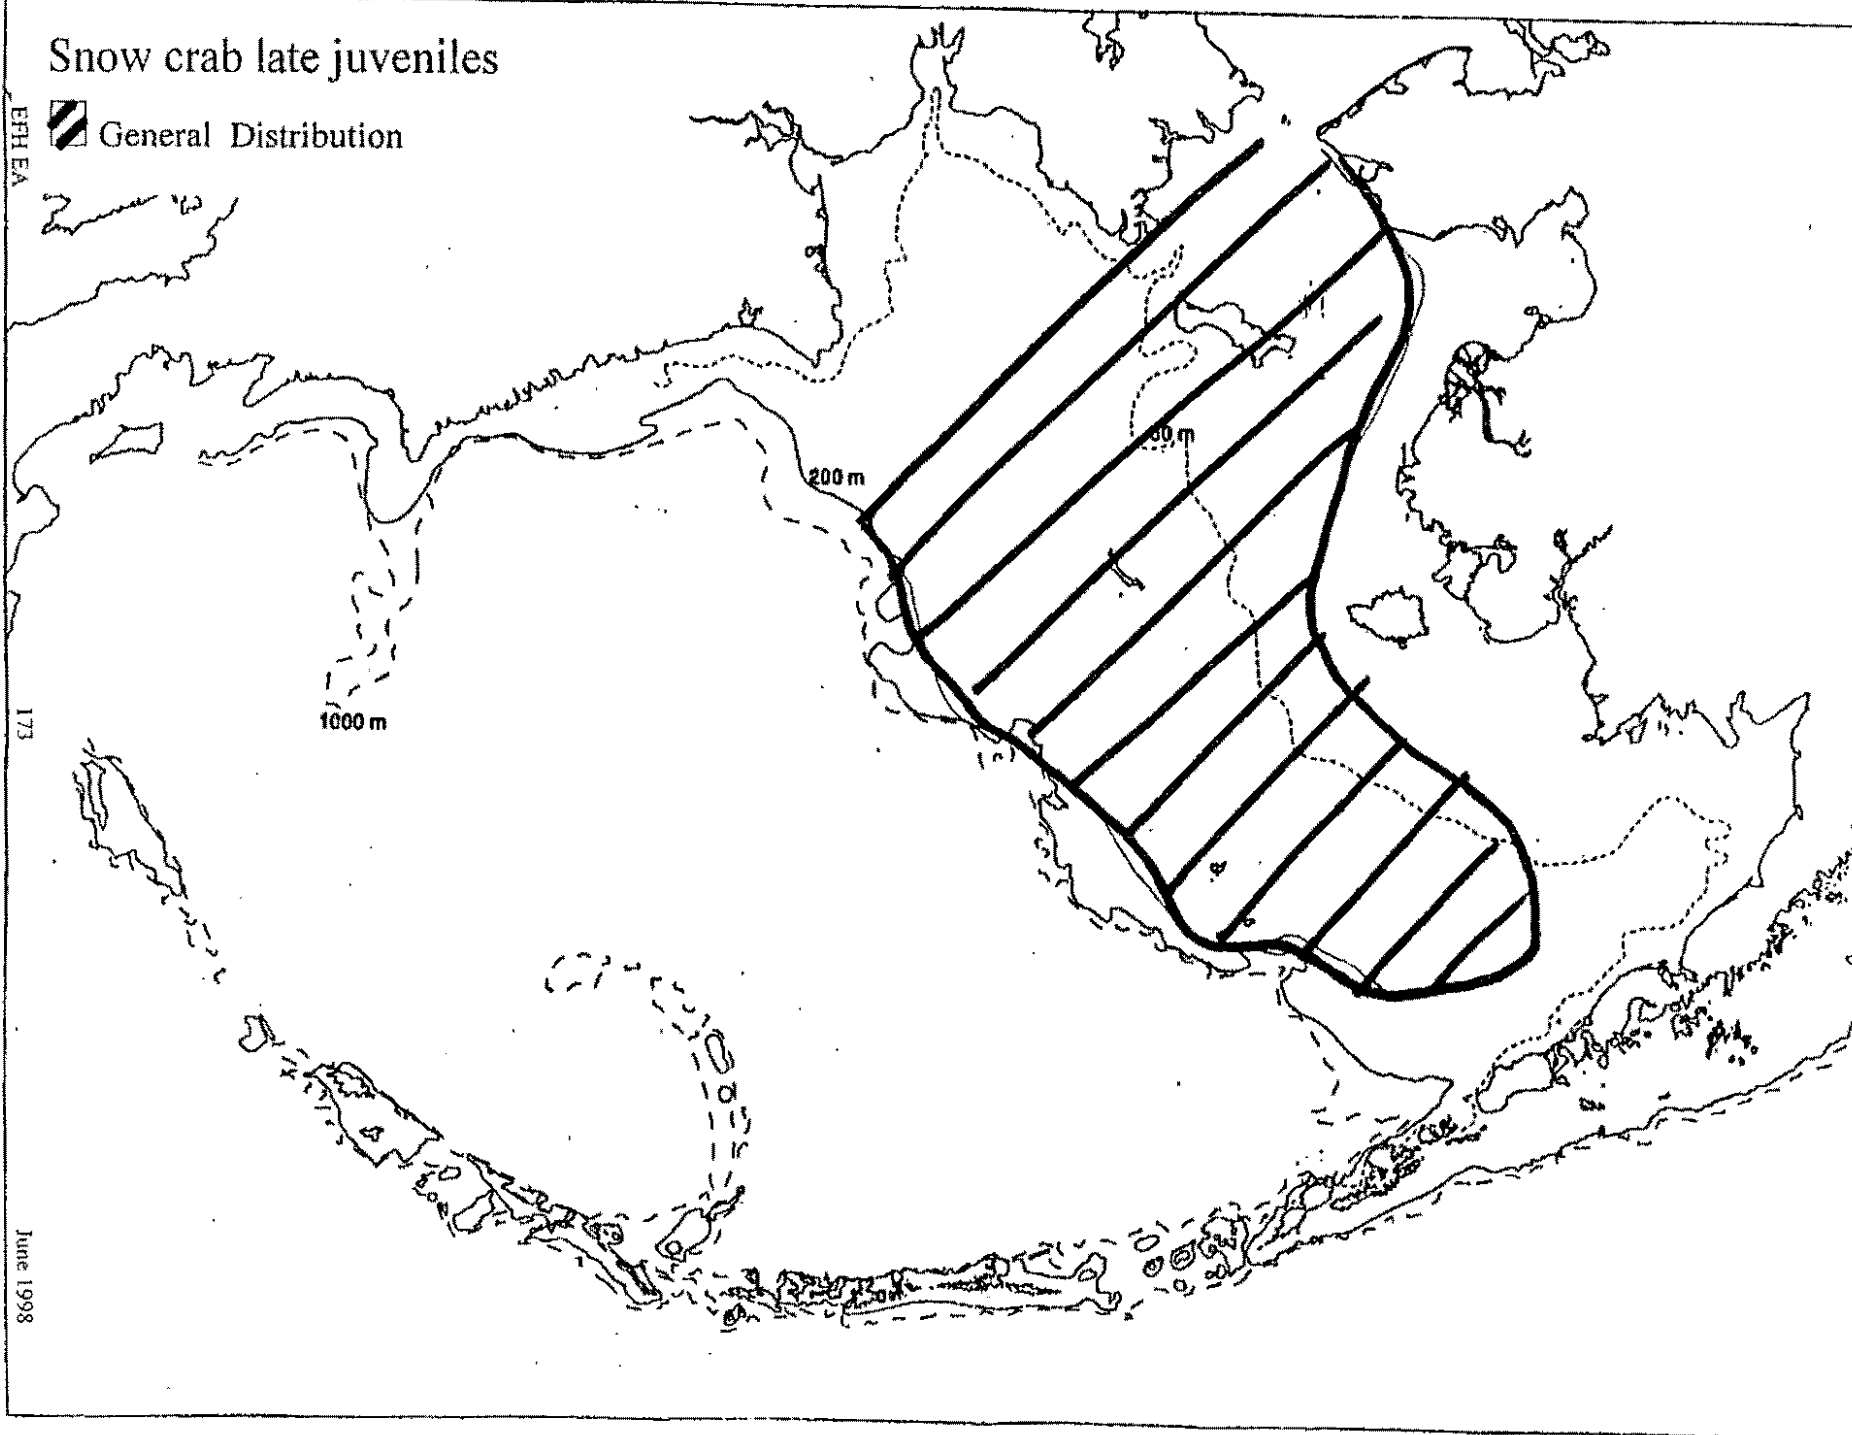 Snow crab late juveniles
General Distribution
EFH EA
173
June 1998
200 m
1000 m